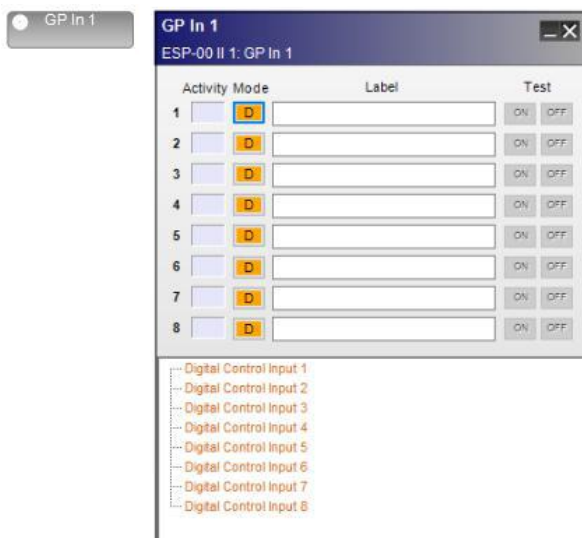 GP In 1
GP In 1
ESP-00 II 1: GP In 1
Activity Mode Label Test
1 D ON OFF
2 D ON OFF
3 D ON OFF
4 D ON OFF
5 D ON OFF
6 D ON OFF
7 D ON OFF
8 D ON OFF
Digital Control Input 1
Digital Control Input 2
Digital Control Input 3
Digital Control Input 4
Digital Control Input 5
Digital Control Input 6
Digital Control Input 7
Digital Control Input 8